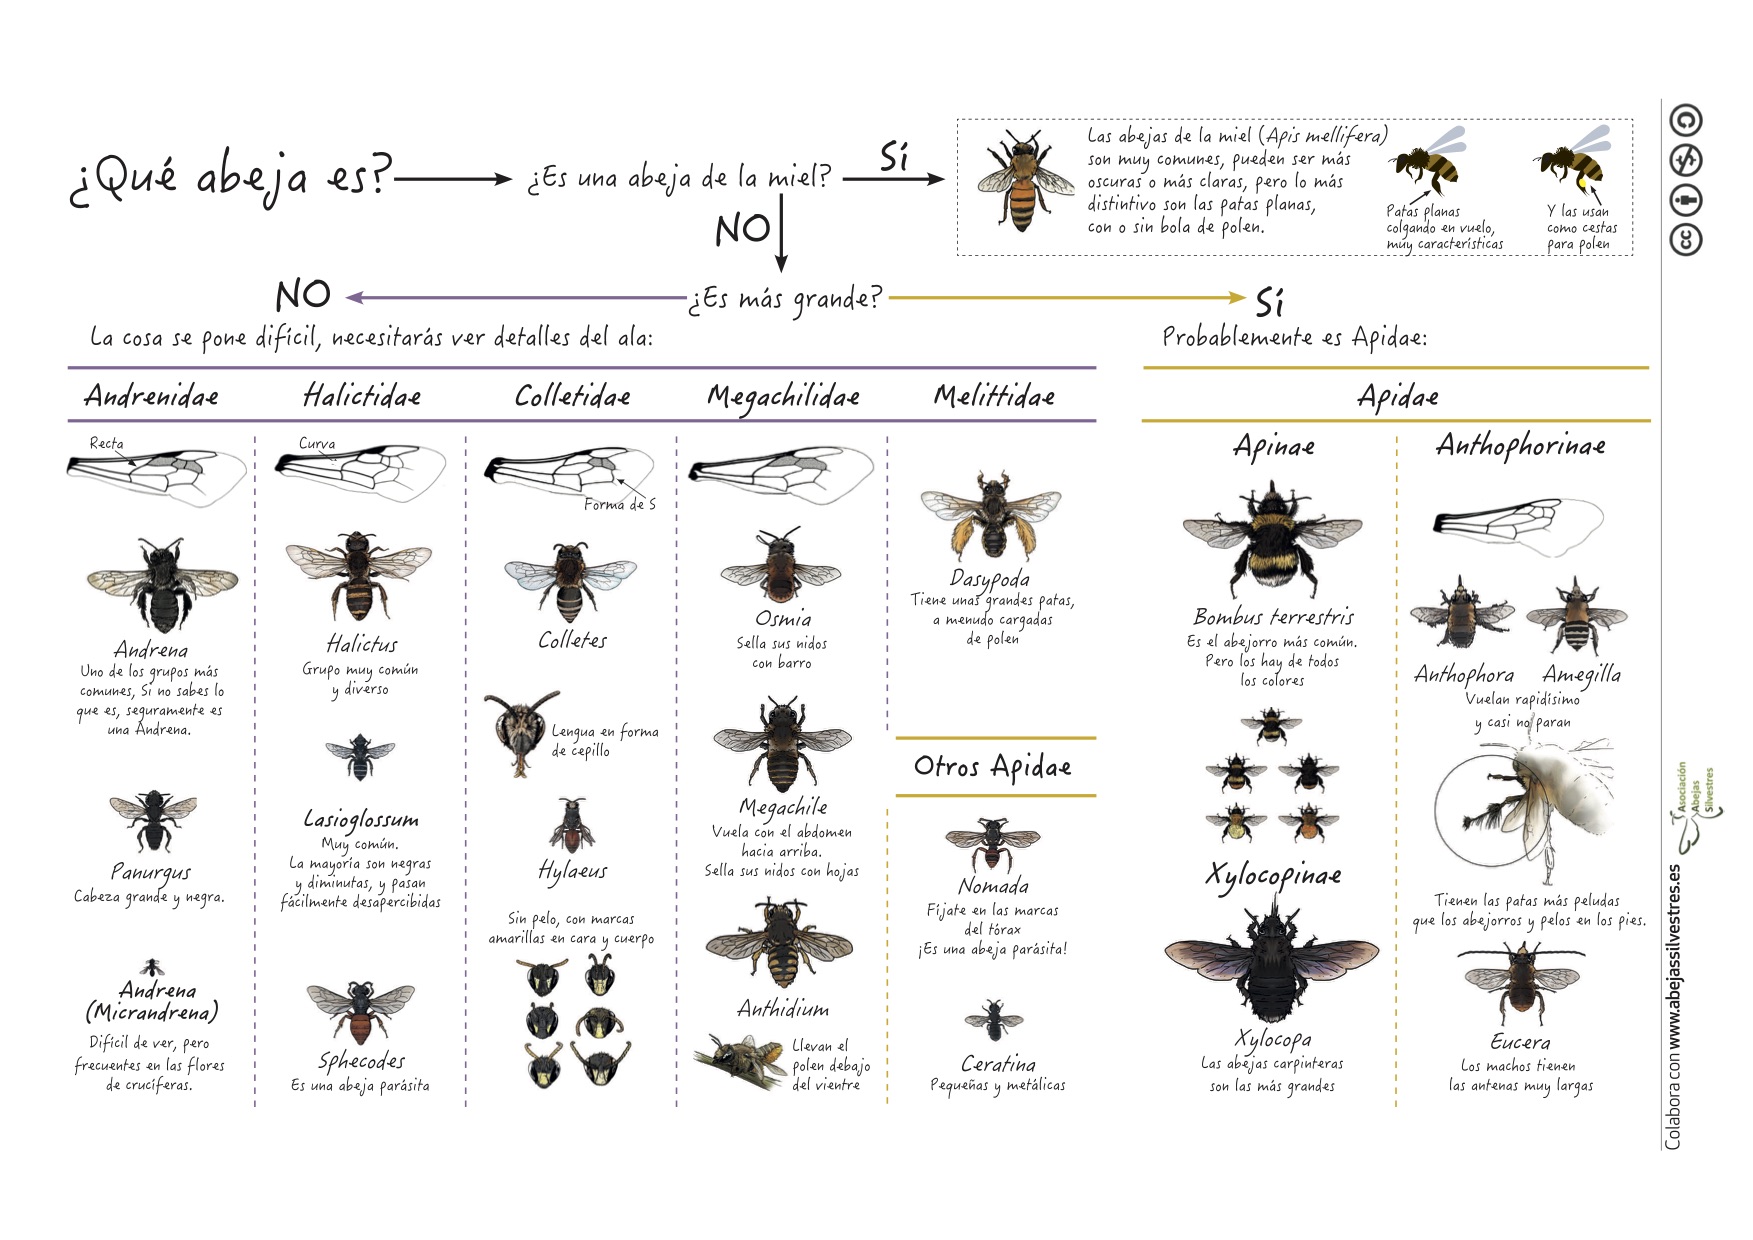 ¿Qué abeja es?
¿Es una abeja de la miel?
SÍ
NO
Las abejas de la miel (Apis mellifera)
son muy comunes, pueden ser más
oscuras o más claras, pero lo más
distintivo son las patas planas,
con o sin bola de polen.
Patas planas
colgando en vuelo,
muy características
Y las usan
como cestas
para polen
¿Es más grande?
NO
SÍ
La cosa se pone difícil, necesitarás ver detalles del ala:
Probablemente es Apidae:
Andrenidae
Recta
Andrena
Uno de los grupos más
comunes, Si no sabes lo
que es, seguramente es
una Andrena.
Panurgus
Cabeza grande y negra.
Andrena
(Micrandrena)
Difícil de ver, pero
frecuentes en las flores
de crucíferas.
Halictidae
Curva
Halictus
Grupo muy común
y diverso
Lasioglossum
Muy común.
La mayoría son negras
y diminutas, y pasan
fácilmente desapercibidas
Sphecodes
Es una abeja parásita
Colletidae
Forma de S
Colletes
Lengua en forma
de cepillo
Hylaeus
Sin pelo, con marcas
amarillas en cara y cuerpo
Megachilidae
Osmia
Sella sus nidos
con barro
Megachile
Vuela con el abdomen
hacia arriba.
Sella sus nidos con hojas
Anthidium
Llevan el
polen debajo
del vientre
Melittidae
Dasypoda
Tiene unas grandes patas,
a menudo cargadas
de polen
Otros Apidae
Nomada
Fíjate en las marcas
del tórax
¡Es una abeja parásita!
Ceratina
Pequeñas y metálicas
Apidae
Apinae
Bombus terrestris
Es el abejorro más común.
Pero los hay de todos
los colores
Xylocopinae
Xylocopa
Las abejas carpinteras
son las más grandes
Anthophorinae
Anthophora
Amegilla
Vuelan rapidísimo
y casi no paran
Tienen las patas más peludas
que los abejorros y pelos en los pies.
Eucera
Los machos tienen
las antenas muy largas
cc
Asociación
Abejas
Silvestres
Colabora con www.abejassilvestres.es